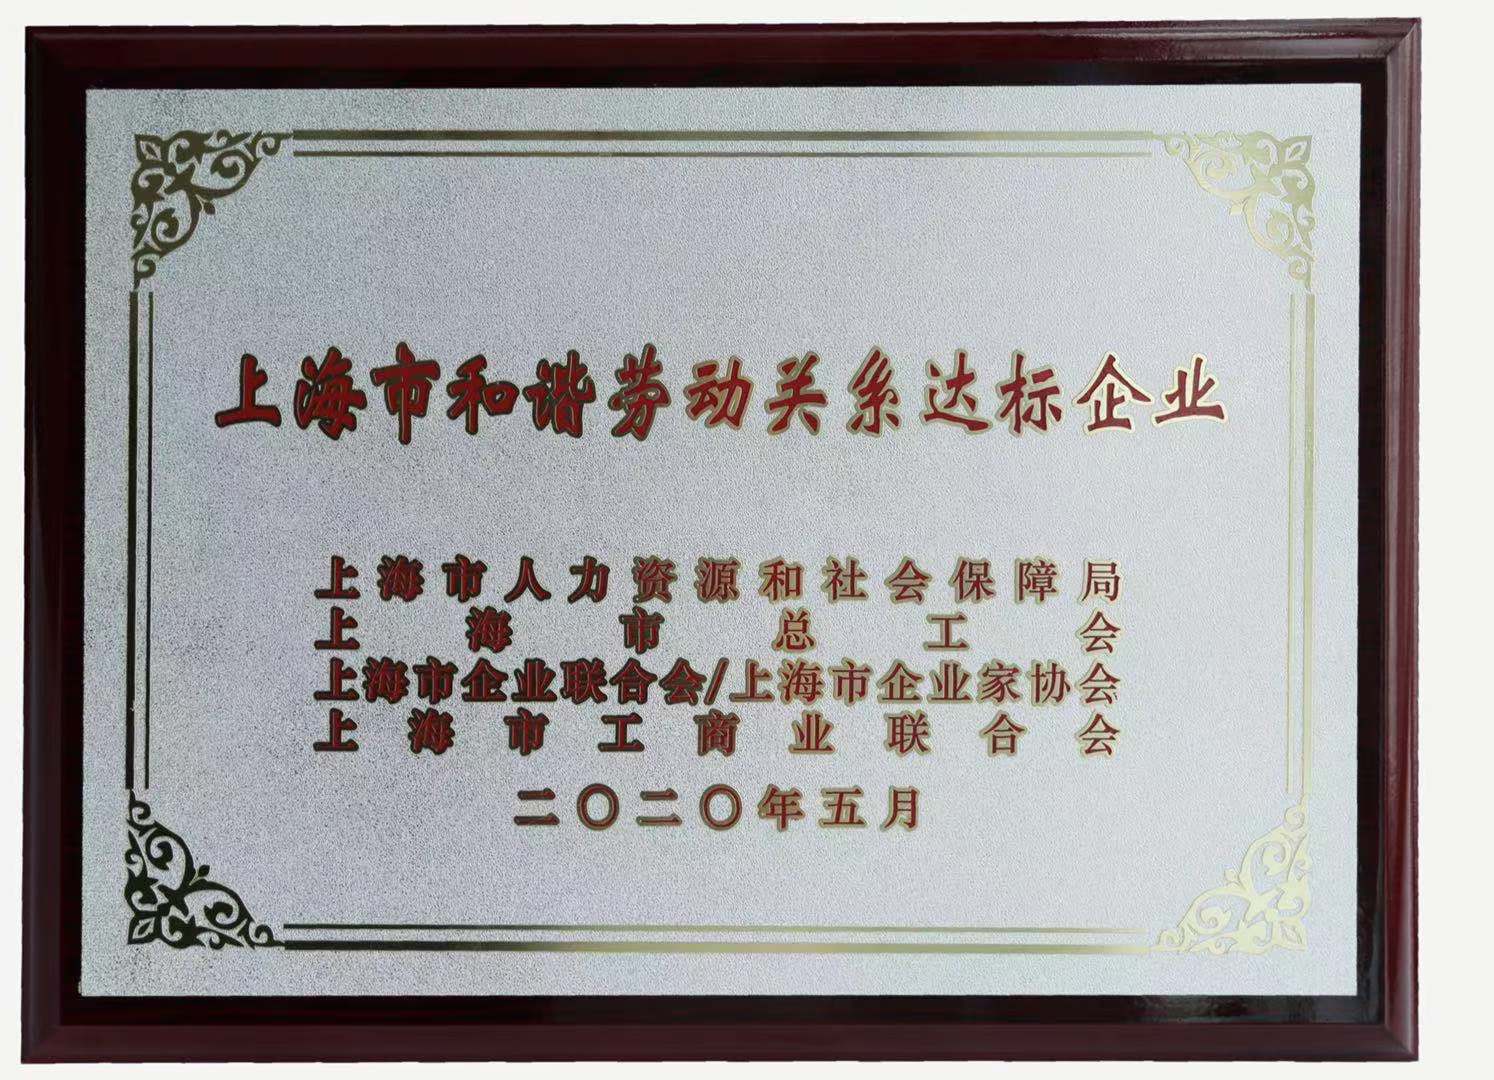 上海市和谐劳动关系达标企业
上海市人力资源和社会保障局
上海市总工会
上海市企业联合会/上海市企业家协会
上海市工商业联合会
二〇二〇年五月